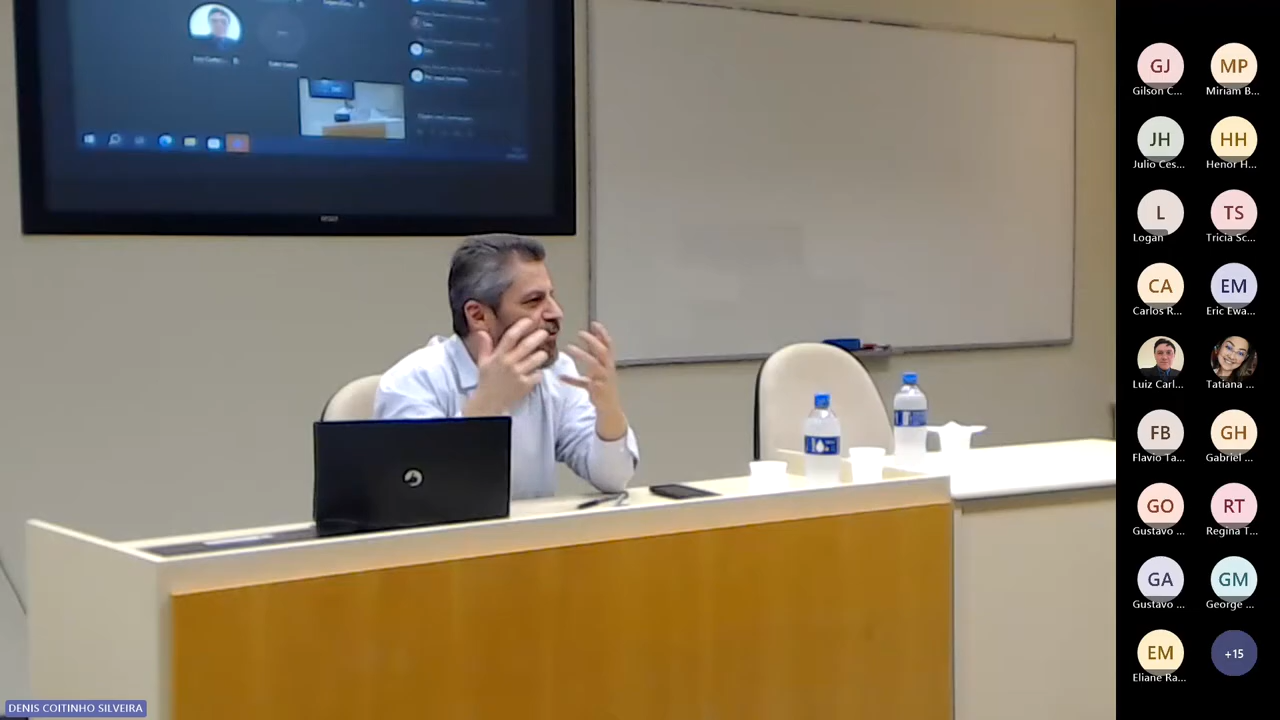 GJ MP
Gilson C... Miriam B...
JH HH
Julio Ces... Henor H...
L TS
Logan Tricia Sc...
CA EM
Carlos R... Eric Ewa...
Luiz Carl... Tatiana ...
FB GH
Flavio Ta... Gabriel ...
GO RT
Gustavo ... Regina T...
GA GM
Gustavo ... George ...
EM +15
Eliane Ra...
DENIS COITINHO SILVEIRA